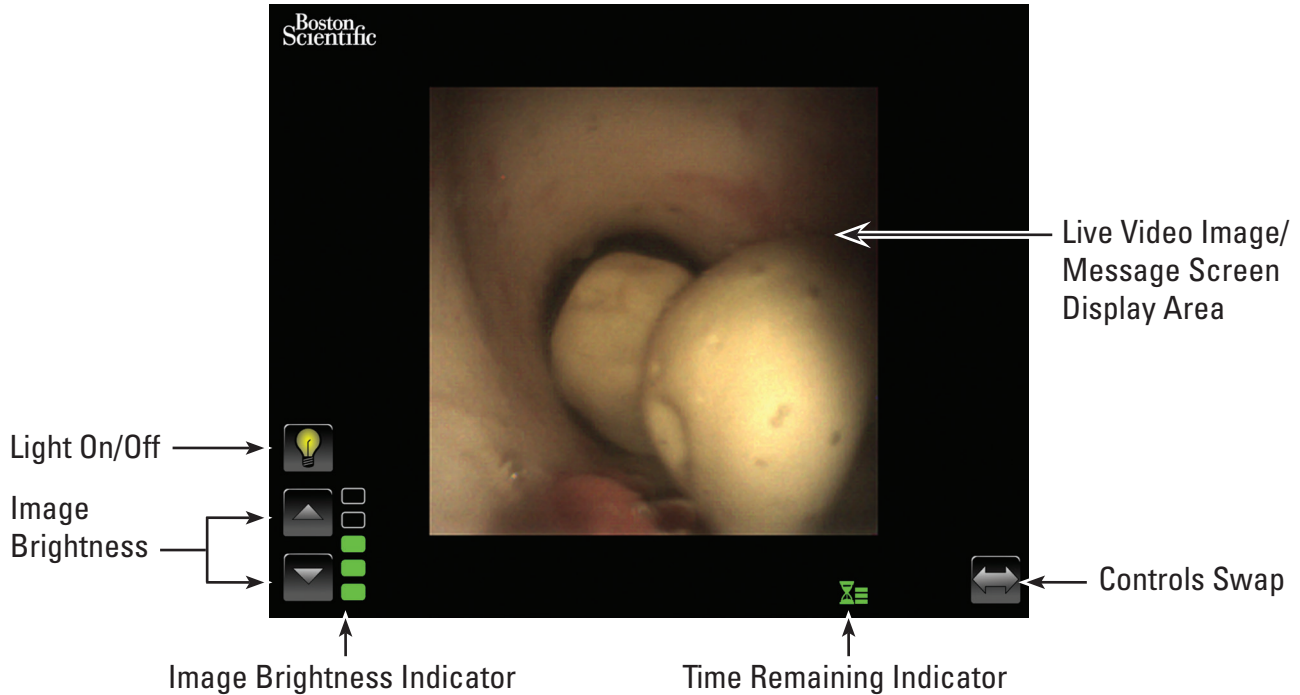 Boston
Scientific
Live Video Image/
Message Screen
Display Area
Light On/Off
Image
Brightness
Controls Swap
Image Brightness Indicator
Time Remaining Indicator